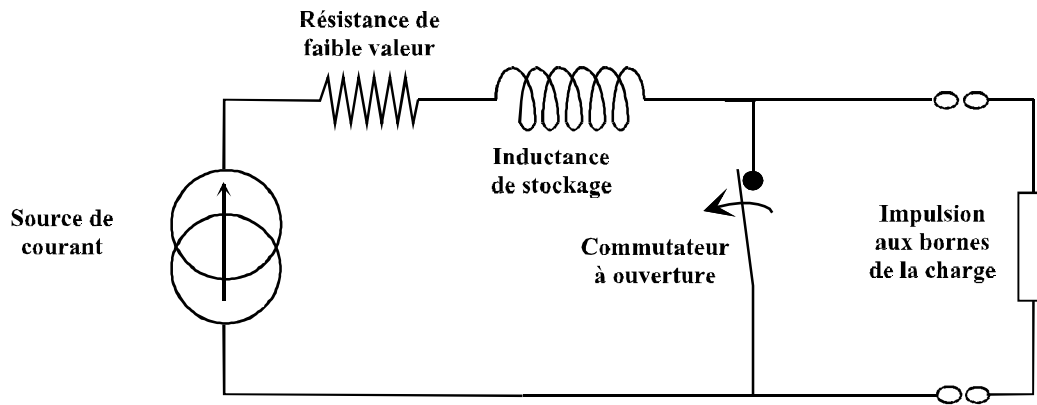 Résistance de
faible valeur
Inductance
de stockage
Source de
courant
Commutateur
à ouverture
Impulsion
aux bornes
de la charge